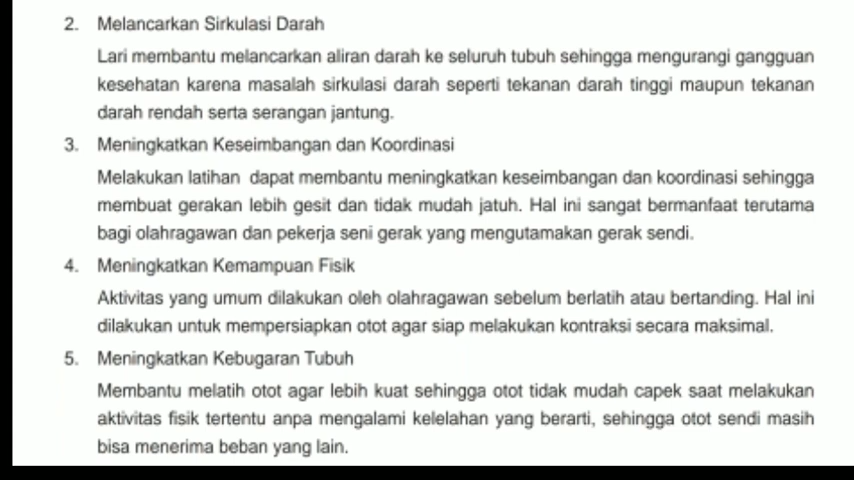 2. Melancarkan Sirkulasi Darah
Lari membantu melancarkan aliran darah ke seluruh tubuh sehingga mengurangi gangguan
kesehatan karena masalah sirkulasi darah seperti tekanan darah tinggi maupun tekanan
darah rendah serta serangan jantung.
3. Meningkatkan Keseimbangan dan Koordinasi
Melakukan latihan dapat membantu meningkatkan keseimbangan dan koordinasi sehingga
membuat gerakan lebih gesit dan tidak mudah jatuh. Hal ini sangat bermanfaat terutama
bagi olahragawan dan pekerja seni gerak yang mengutamakan gerak sendi.
4. Meningkatkan Kemampuan Fisik
Aktivitas yang umum dilakukan oleh olahragawan sebelum berlatih atau bertanding. Hal ini
dilakukan untuk mempersiapkan otot agar siap melakukan kontraksi secara maksimal.
5. Meningkatkan Kebugaran Tubuh
Membantu melatih otot agar lebih kuat sehingga otot tidak mudah capek saat melakukan
aktivitas fisik tertentu anpa mengalami kelelahan yang berarti, sehingga otot sendi masih
bisa menerima beban yang lain.